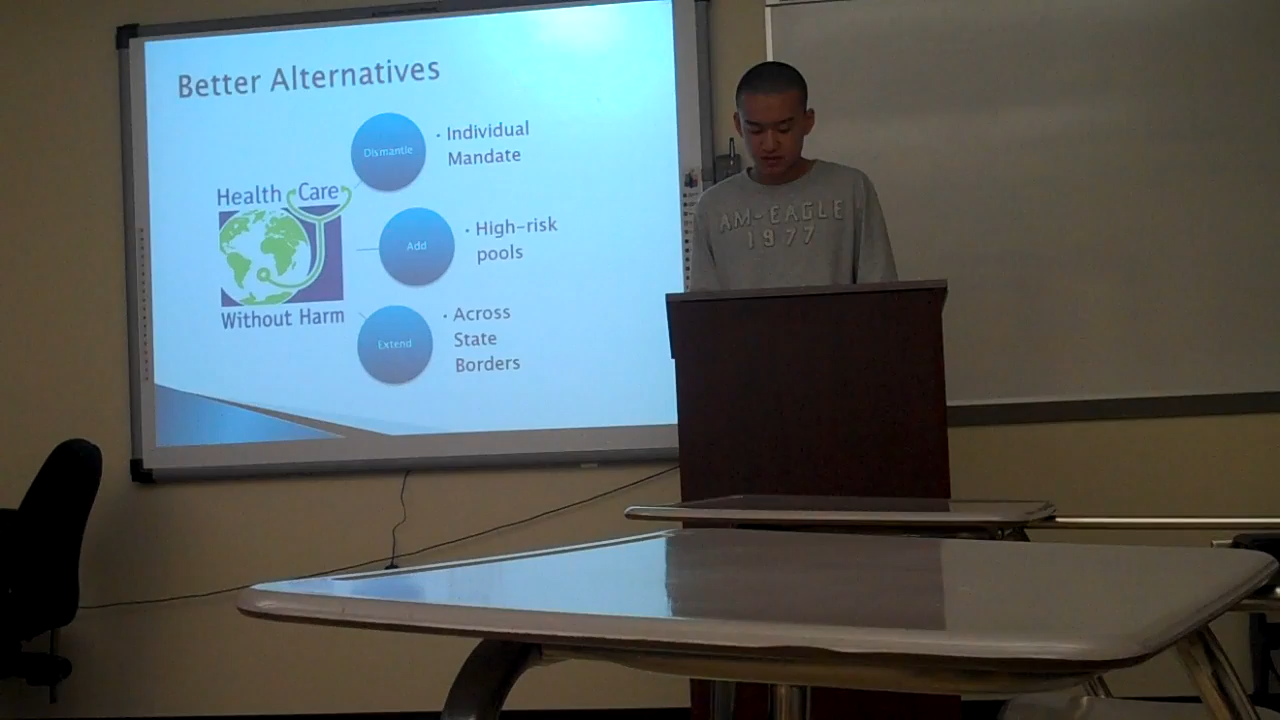 Better Alternatives
Health Care
Without Harm
Dismantle
· Individual
Mandate
Add
· High-risk
pools
Extend
· Across
State
Borders
AM-EAGLE
1977